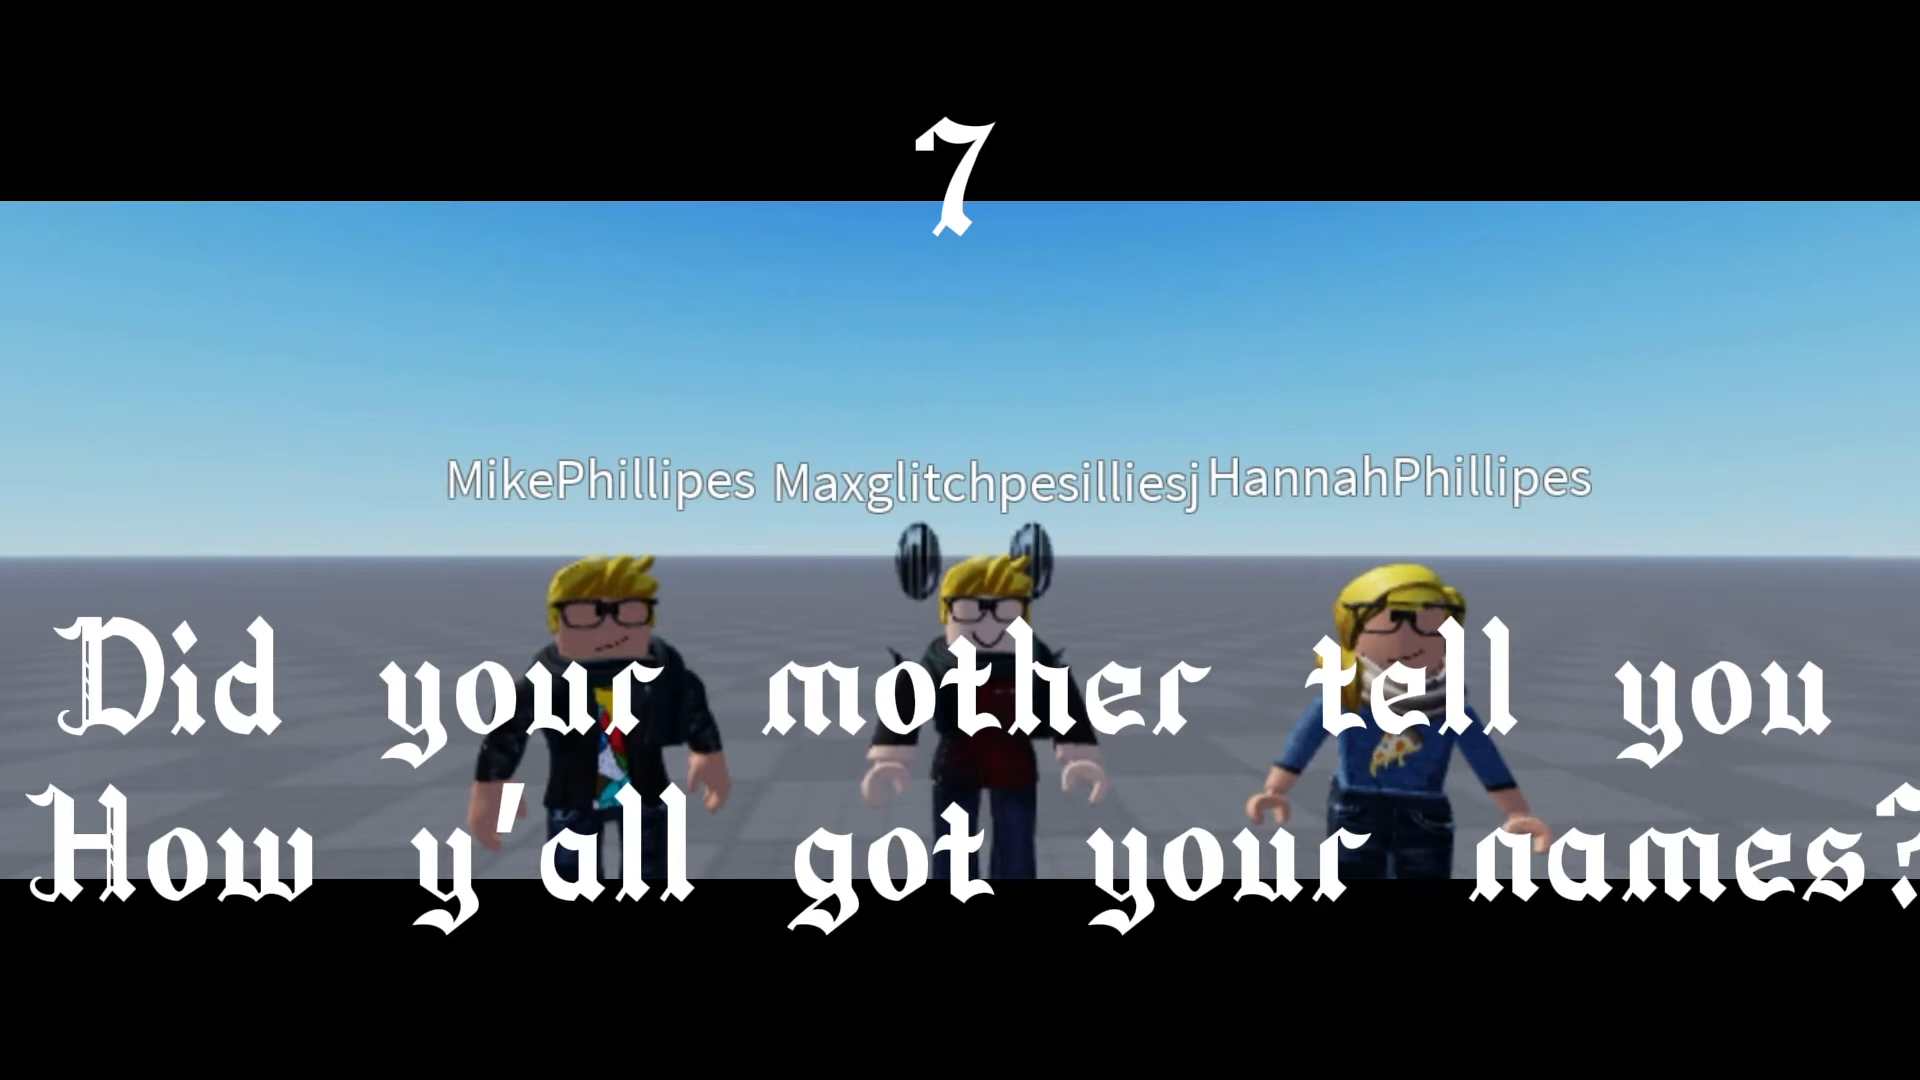 7
MikePhillipes Maxglitchpesilliesj HannahPhillipes
Did your mother tell you
How y'all got your names?